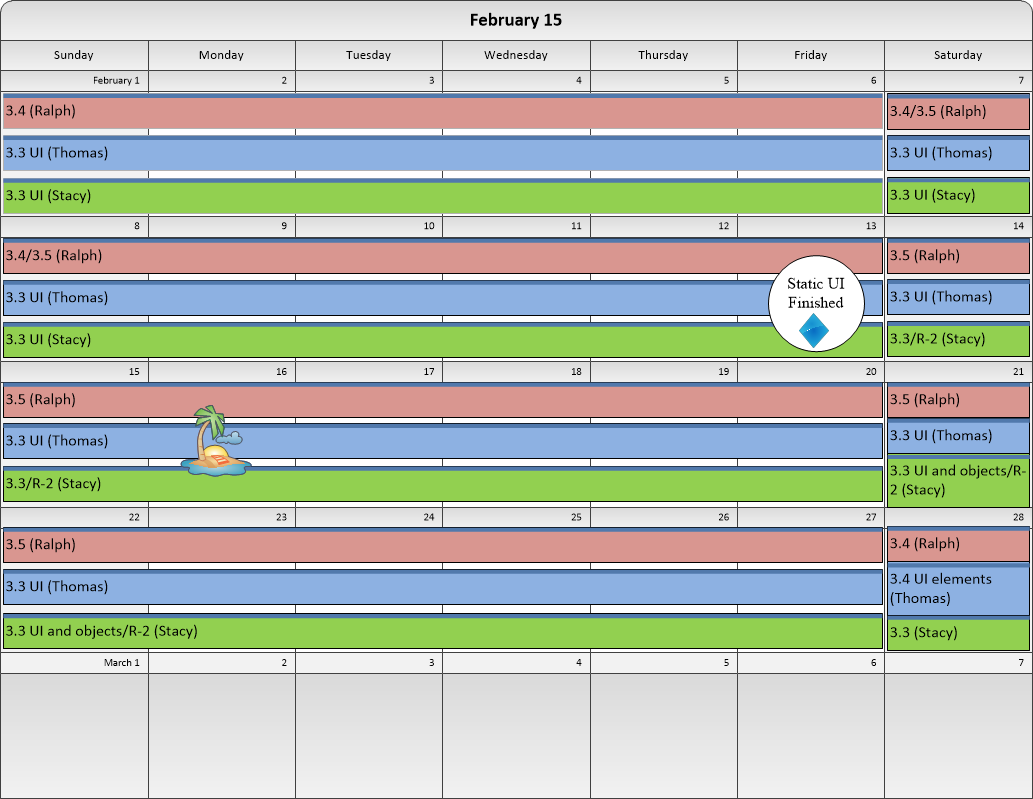 February 15
Sunday Monday Tuesday Wednesday Thursday Friday Saturday
February 1 2 3 4 5 6 7
3.4 (Ralph) 3.4/3.5 (Ralph)
3.3 UI (Thomas) 3.3 UI (Thomas)
3.3 UI (Stacy) 3.3 UI (Stacy)
8 9 10 11 12 13 14
3.4/3.5 (Ralph) 3.5 (Ralph)
Static UI
Finished
3.3 UI (Thomas) 3.3 UI (Thomas)
3.3 UI (Stacy) 3.3/R-2 (Stacy)
15 16 17 18 19 20 21
3.5 (Ralph) 3.5 (Ralph)
3.3 UI (Thomas) 3.3 UI (Thomas)
3.3/R-2 (Stacy) 3.3 UI and objects/R-
2 (Stacy)
22 23 24 25 26 27 28
3.5 (Ralph) 3.4 (Ralph)
3.3 UI (Thomas) 3.4 UI elements
(Thomas)
3.3 UI and objects/R-2 (Stacy) 3.3 (Stacy)
March 1 2 3 4 5 6 7